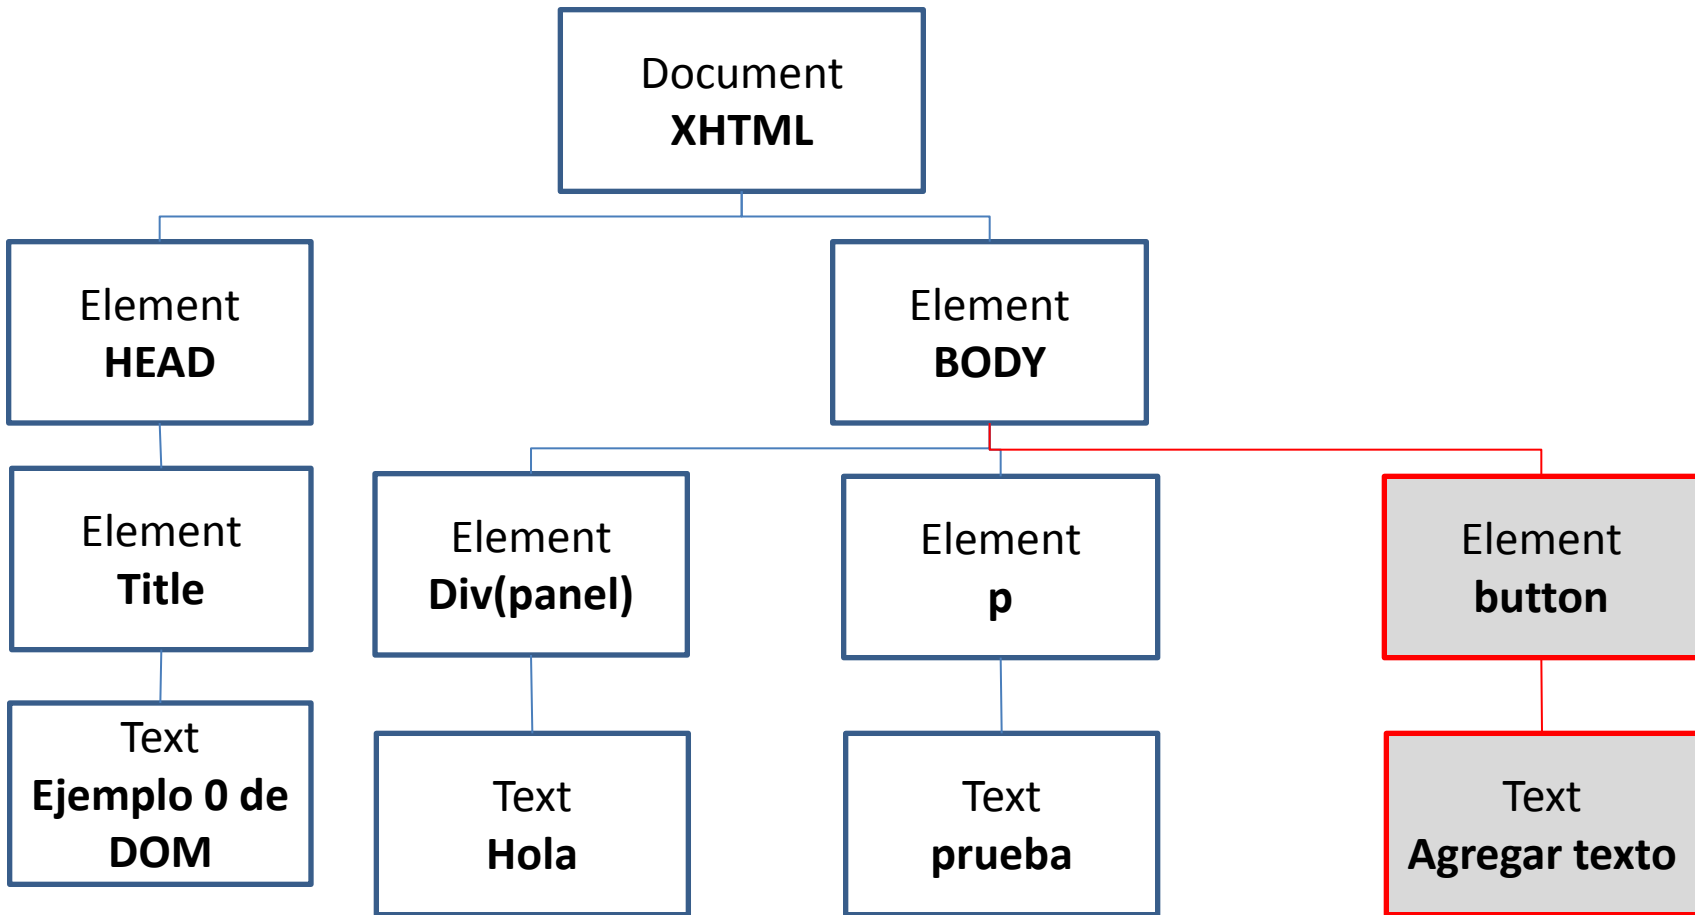 Document
XHTML
Element
HEAD
Element
BODY
Element
Title
Element
Div(panel)
Element
p
Element
button
Text
Ejemplo 0 de
DOM
Text
Hola
Text
prueba
Text
Agregar texto